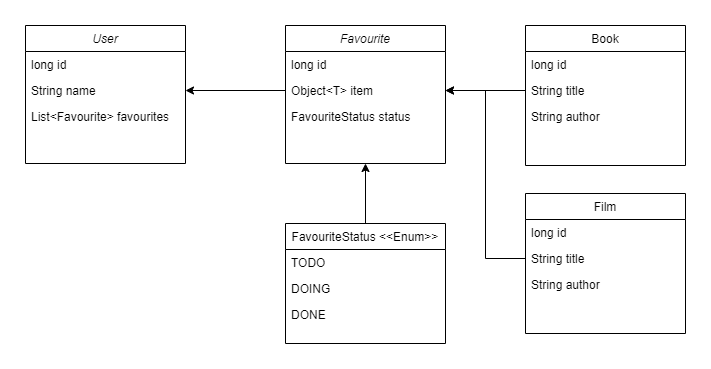 User
long id
String name
List<Favourite> favourites
Favourite
long id
Object<T> item
FavouriteStatus status
Book
long id
String title
String author
FavouriteStatus <<Enum>>
TODO
DOING
DONE
Film
long id
String title
String author